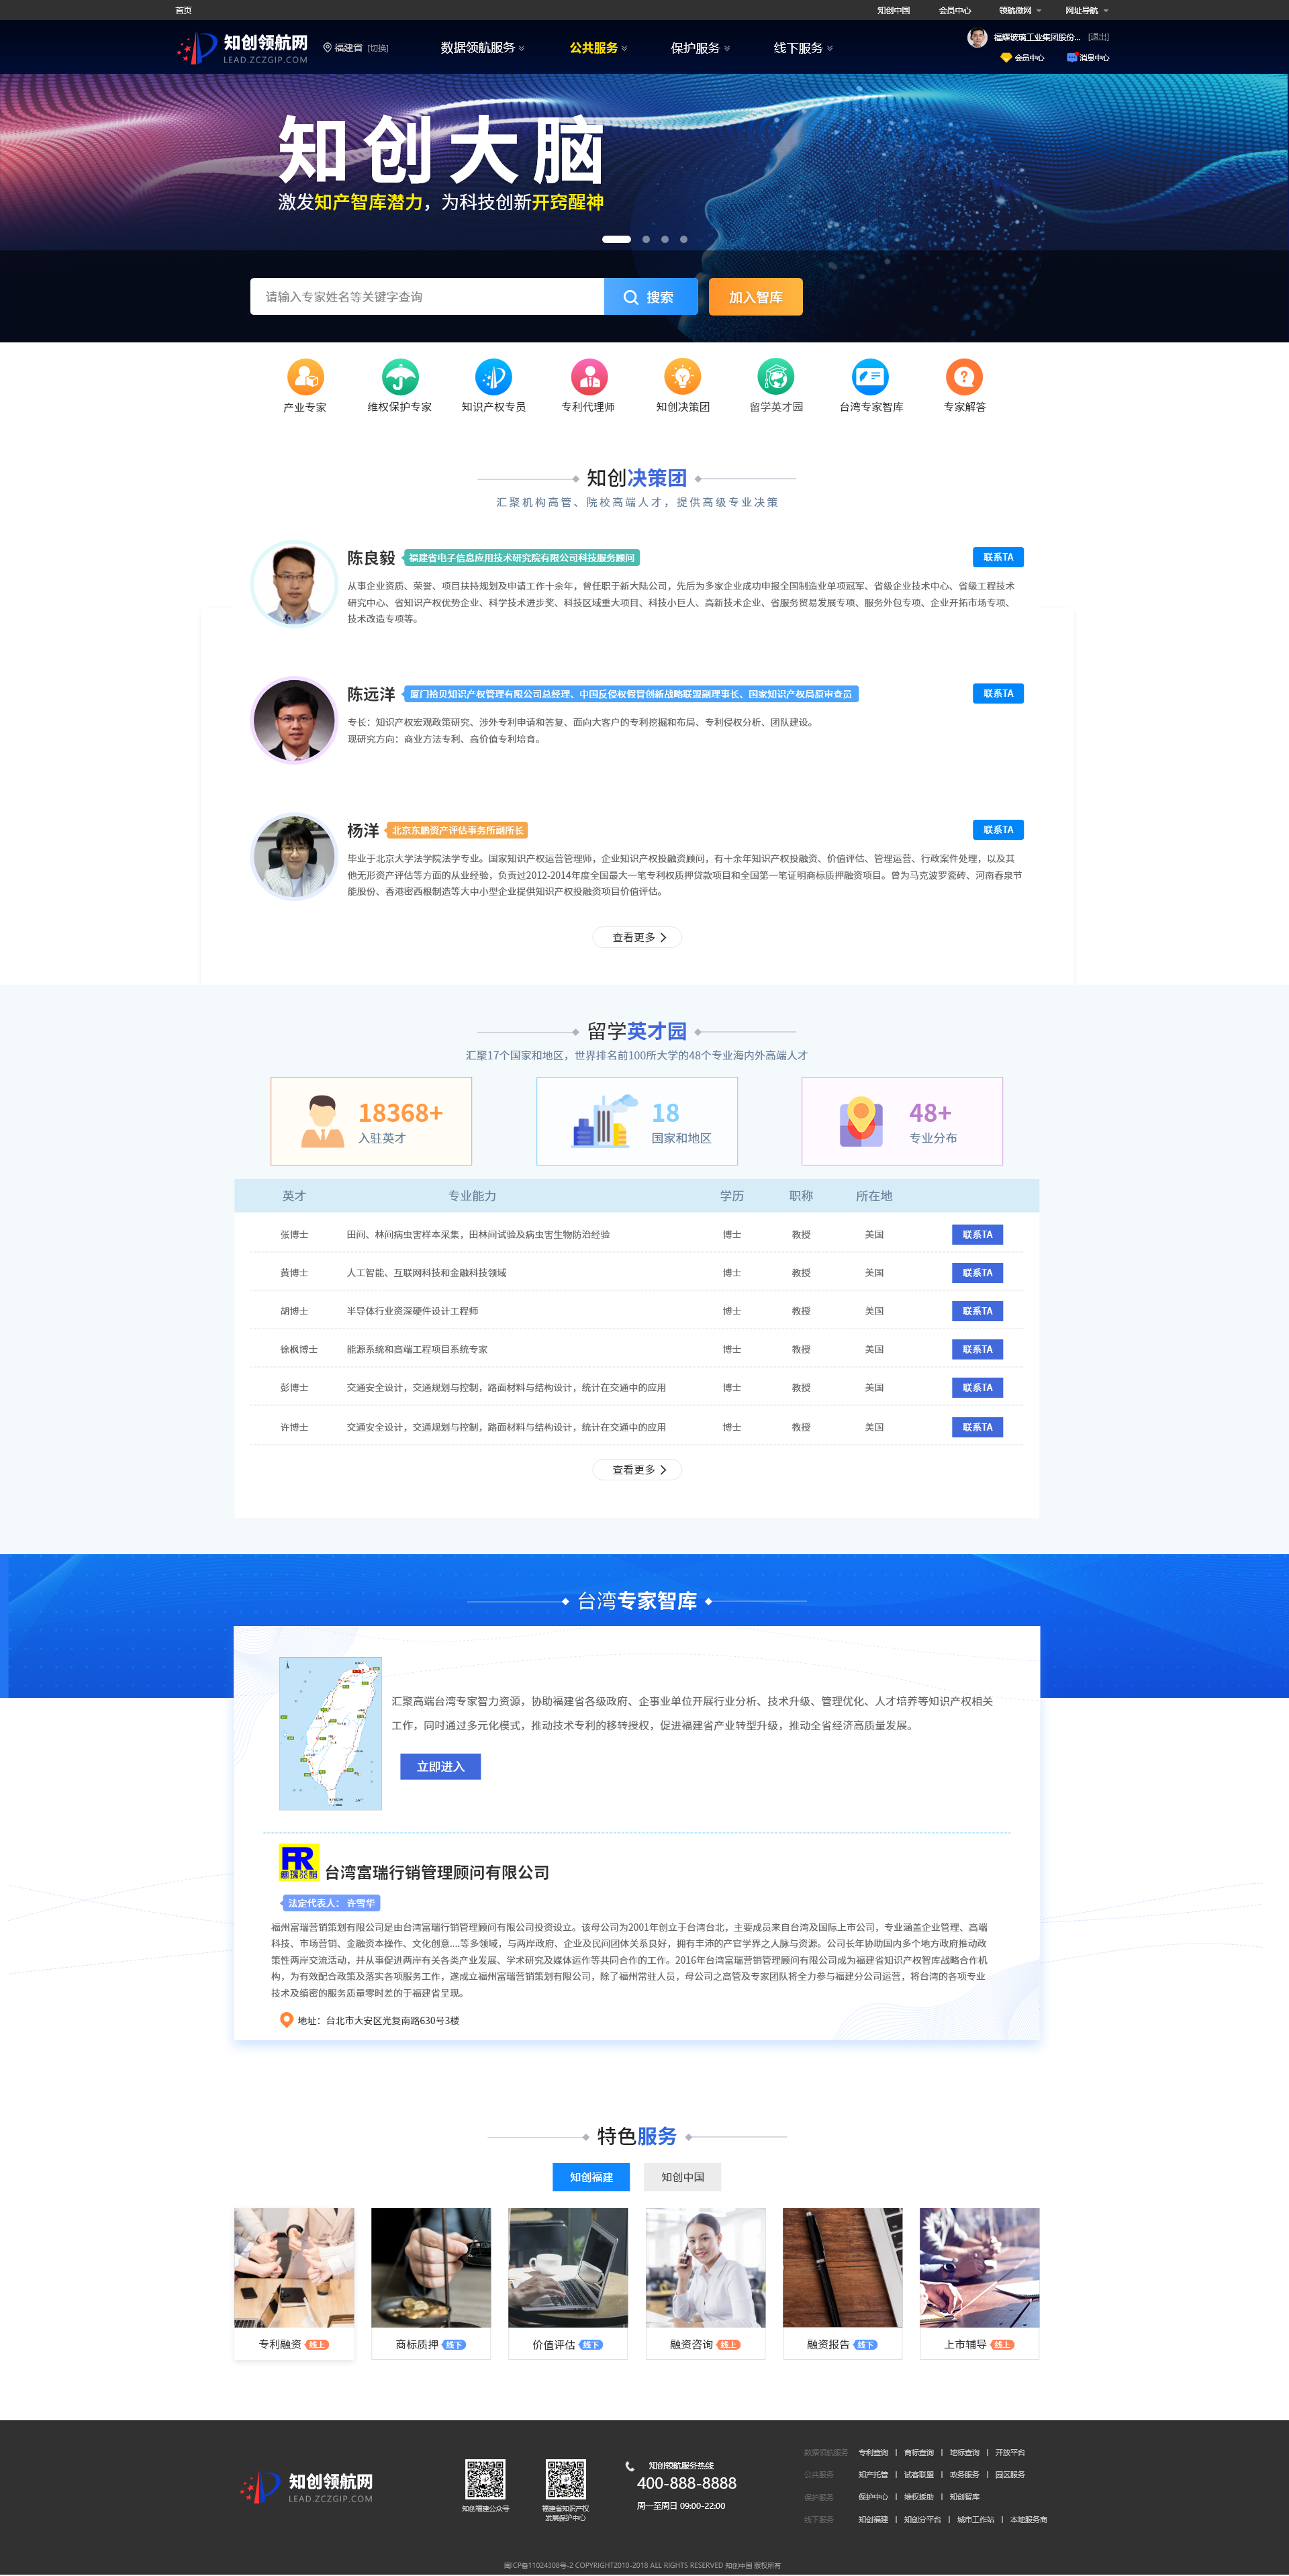 首页 知创中国 会员中心 领航微网 网址导航
知创领航网
LEAD.ZCZGIP.COM
福建省 [切换]
数据领航服务 公共服务 保护服务 线下服务
福耀玻璃工业集团股份... [退出]
会员中心 消息中心
知创大脑
激发知产智库潜力，为科技创新开窍醒神
请输入专家姓名等关键字查询 搜索 加入智库
产业专家 维权保护专家 知识产权专员 专利代理师 知创决策团 留学英才园 台湾专家智库 专家解答
知创决策团
汇聚机构高管、院校高端人才，提供高级专业决策
陈良毅 福建省电子信息应用技术研究院有限公司科技服务顾问 联系TA
从事企业资质、荣誉、项目扶持规划及申请工作十余年，曾任职于新大陆公司，先后为多家企业成功申报全国制造业单项冠军、省级企业技术中心、省级工程技术
研究中心、省知识产权优势企业、科学技术进步奖、科技区域重大项目、科技小巨人、高新技术企业、省服务贸易发展专项、服务外包专项、企业开拓市场专项、
技术改造专项等。
陈远洋 厦门拾贝知识产权管理有限公司总经理、中国反侵权假冒创新战略联盟副理事长、国家知识产权局原审查员 联系TA
专长：知识产权宏观政策研究、涉外专利申请和答复、面向大客户的专利挖掘和布局、专利侵权分析、团队建设。
现研究方向：商业方法专利、高价值专利培育。
杨洋 北京东鹏资产评估事务所副所长 联系TA
毕业于北京大学法学院法学专业。国家知识产权运营管理师，企业知识产权投融资顾问，有十余年知识产权投融资、价值评估、管理运营、行政案件处理，以及其
他无形资产评估等方面的从业经验，负责过2012-2014年度全国最大一笔专利权质押贷款项目和全国第一笔证明商标质押融资项目。曾为马克波罗瓷砖、河南春泉节
能股份、香港密西根制造等大中小型企业提供知识产权投融资项目价值评估。
查看更多
留学英才园
汇聚17个国家和地区，世界排名前100所大学的48个专业海内外高端人才
18368+ 18 48+
入驻英才 国家和地区 专业分布
英才 专业能力 学历 职称 所在地
张博士 田间、林间病虫害样本采集，田林间试验及病虫害生物防治经验 博士 教授 美国 联系TA
黄博士 人工智能、互联网科技和金融科技领域 博士 教授 美国 联系TA
胡博士 半导体行业资深硬件设计工程师 博士 教授 美国 联系TA
徐枫博士 能源系统和高端工程项目系统专家 博士 教授 美国 联系TA
彭博士 交通安全设计，交通规划与控制，路面材料与结构设计，统计在交通中的应用 博士 教授 美国 联系TA
许博士 交通安全设计，交通规划与控制，路面材料与结构设计，统计在交通中的应用 博士 教授 美国 联系TA
查看更多
台湾专家智库
汇聚高端台湾专家智力资源，协助福建省各级政府、企事业单位开展行业分析、技术升级、管理优化、人才培养等知识产权相关
工作，同时通过多元化模式，推动技术专利的移转授权，促进福建省产业转型升级，推动全省经济高质量发展。
立即进入
FR
台湾富瑞行销管理顾问有限公司
法定代表人： 许雪华
福州富瑞营销策划有限公司是由台湾富瑞行销管理顾问有限公司投资设立。该母公司为2001年创立于台湾台北，主要成员来自台湾及国际上市公司，专业涵盖企业管理、高端
科技、市场营销、金融资本操作、文化创意....等多领域，与两岸政府、企业及民间团体关系良好，拥有丰沛的产官学界之人脉与资源。公司长年协助国内多个地方政府推动政
策性两岸交流活动，并从事促进两岸有关各类产业发展、学术研究及媒体运作等共同合作的工作。2016年台湾富瑞营销管理顾问有限公司成为福建省知识产权智库战略合作机
构，为有效配合政策及落实各项服务工作，遂成立福州富瑞营销策划有限公司，除了福州常驻人员，母公司之高管及专家团队将全力参与福建分公司运营，将台湾的各项专业
技术及缜密的服务质量零时差的于福建省呈现。
地址：台北市大安区光复南路630号3楼
特色服务
知创福建 知创中国
专利融资 线上 商标质押 线下 价值评估 线下 融资咨询 线上 融资报告 线下 上市辅导 线上
知创领航网
LEAD.ZCZGIP.COM
知创福建公众号
福建省知识产权
发展保护中心
知创领航服务热线
400-888-8888
周一至周日 09:00-22:00
数据领航服务 专利查询 | 商标查询 | 地标查询 | 开放平台
公共服务 知产托管 | 试客联盟 | 政务服务 | 园区服务
保护服务 保护中心 | 维权援助 | 知创智库
线下服务 知创福建 | 知创分平台 | 城市工作站 | 本地服务商
闽ICP备11024308号-2 COPYRIGHT2010-2018 ALL RIGHTS RESERVED 知创中国 版权所有